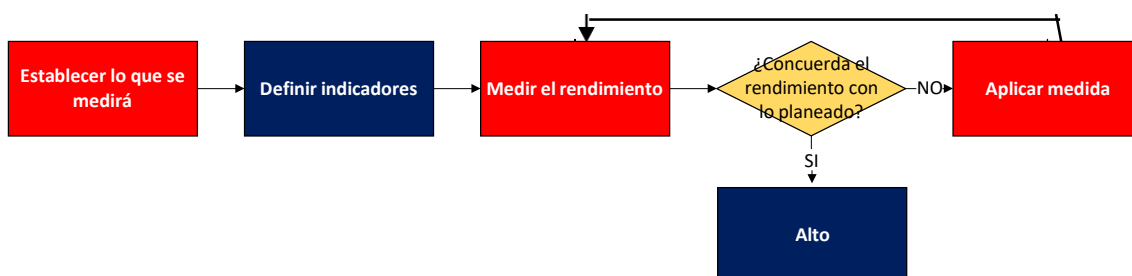 Establecer lo que se
medirá
Definir indicadores
Medir el rendimiento
¿Concuerda el
rendimiento con
lo planeado?
NO
Aplicar medida
SI
Alto